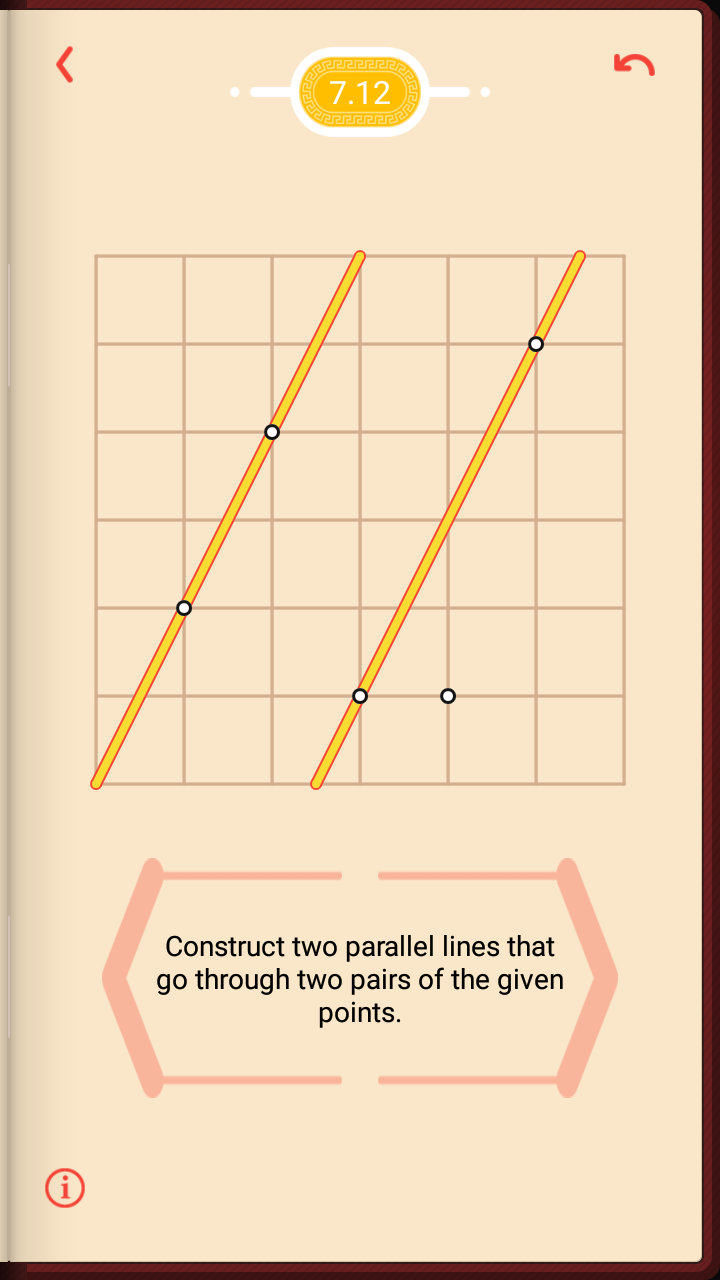 7.12
Construct two parallel lines that
go through two pairs of the given
points.
i